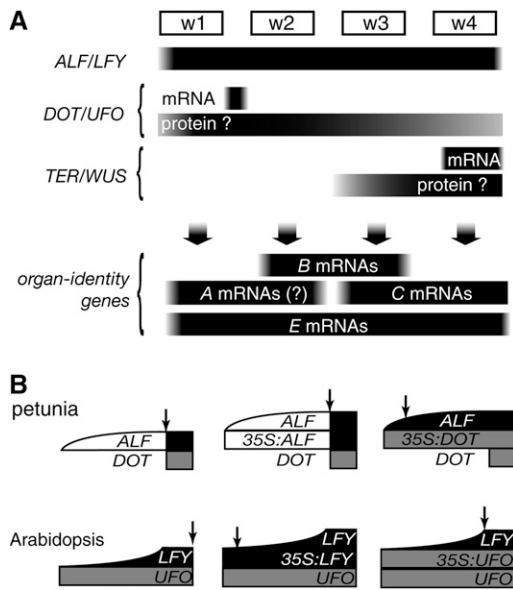 A
w1 w2 w3 w4
ALF/LFY
mRNA
DOT/UFO
protein ?
mRNA
TER/WUS
protein ?
B mRNAs
organ-identity
genes
A mRNAs (?) C mRNAs
E mRNAs
B
petunia
ALF ALF ALF
35S:ALF 35S:DOT
DOT DOT DOT
Arabidopsis
LFY LFY LFY
35S:LFY 35S:UFO
UFO UFO UFO